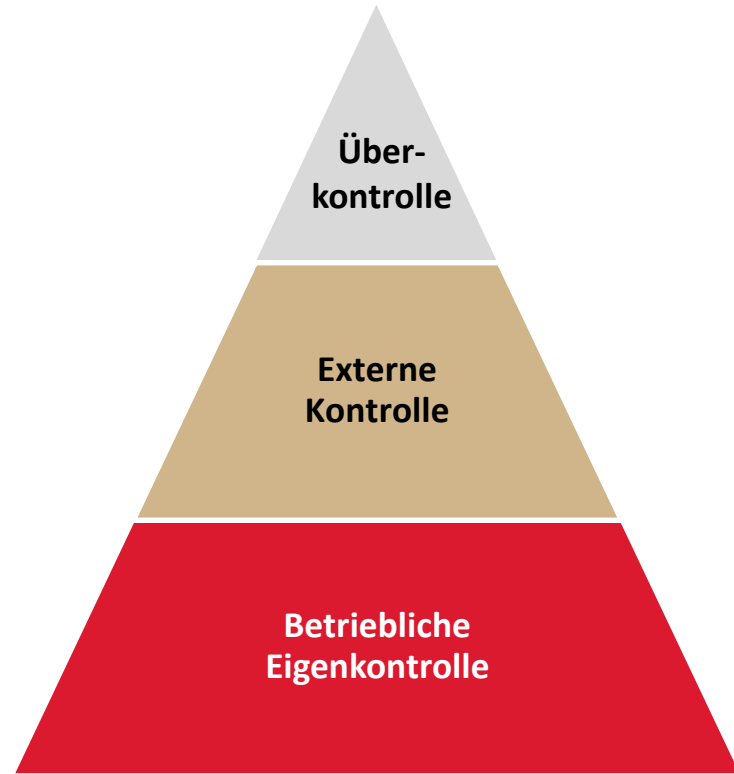 Über-
kontrolle
Externe
Kontrolle
Betriebliche
Eigenkontrolle